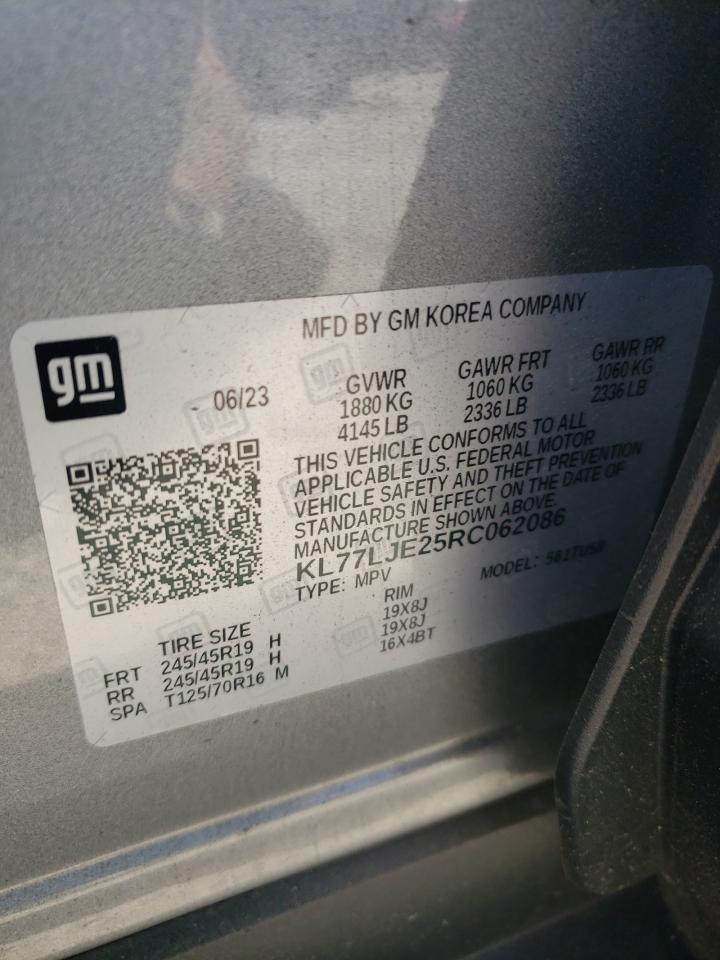 MFD BY GM KOREA COMPANY
gm
06/23
GVWR
1880 KG
4145 LB
GAWR FRT
1060 KG
2336 LB
GAWR RR
1060 KG
2336 LB
THIS VEHICLE CONFORMS TO ALL
APPLICABLE U.S. FEDERAL MOTOR
VEHICLE SAFETY AND THEFT PREVENTION
STANDARDS IN EFFECT ON THE DATE OF
MANUFACTURE SHOWN ABOVE.
KL77LJE25RC062086
TYPE: MPV
MODEL:
TIRE SIZE
RIM
FRT 245/45R19 H 19X8J
RR 245/45R19 H 19X8J
SPA T125/70R16 M 16X4BT